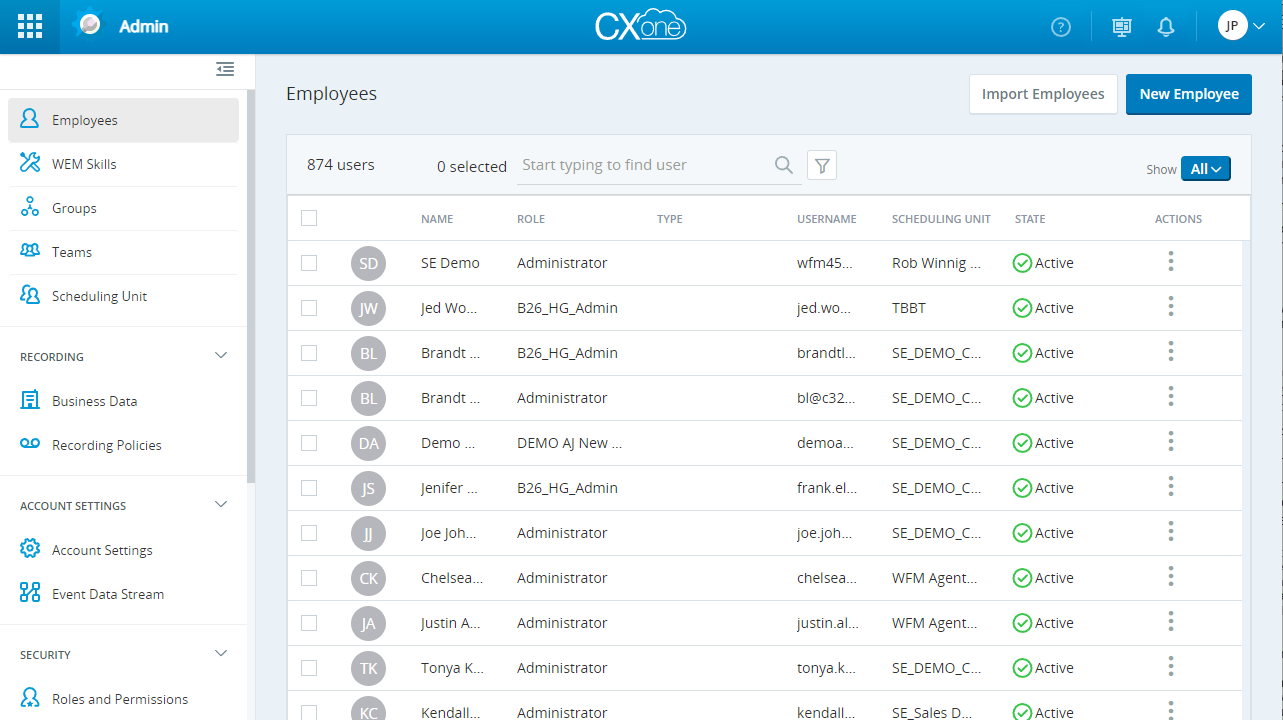 Admin
CXone
?
JP
Employees
Import Employees
New Employee
Employees
WEM Skills
Groups
Teams
Scheduling Unit
RECORDING
Business Data
Recording Policies
ACCOUNT SETTINGS
Account Settings
Event Data Stream
SECURITY
Roles and Permissions
874 users
0 selected
Start typing to find user
Show
All
NAME ROLE TYPE USERNAME SCHEDULING UNIT STATE ACTIONS
SD SE Demo Administrator wfm45... Rob Winnig ... Active
JW Jed Wo... B26_HG_Admin jed.wo... TBBT Active
BL Brandt ... B26_HG_Admin brandtl... SE_DEMO_C... Active
BL Brandt ... Administrator bl@c32... SE_DEMO_C... Active
DA Demo ... DEMO AJ New ... demoa... SE_DEMO_C... Active
JS Jenifer ... B26_HG_Admin frank.el... SE_DEMO_C... Active
JJ Joe Joh... Administrator joe.joh... SE_DEMO_C... Active
CK Chelsea... Administrator chelsea... WFM Agent... Active
JA Justin A... Administrator justin.al... WFM Agent... Active
TK Tonya K... Administrator tonya.k... SE_DEMO_C... Active
KC Kendall... Administrator kendall... SE_Sales D... Active